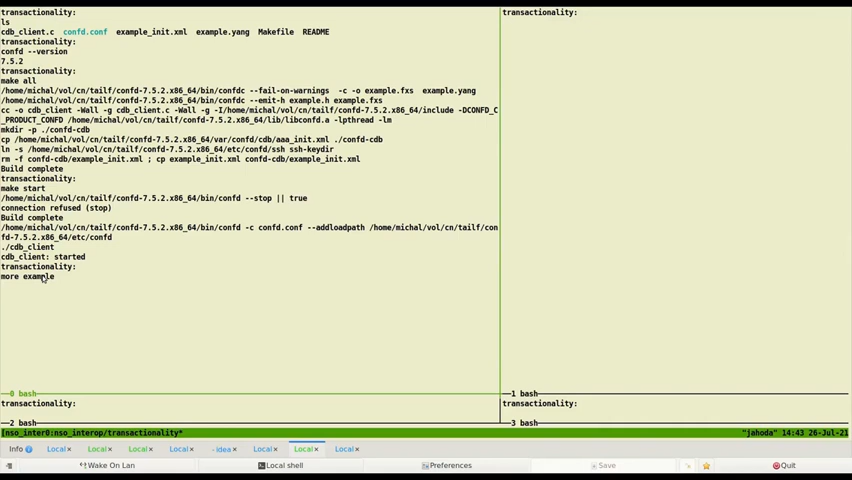 transactionality:
ls
cdb_client.c confd.conf example_init.xml example.yang Makefile README
transactionality:
confd --version
7.5.2
transactionality:
make all
/home/michal/vol/cn/tailf/confd-7.5.2.x86_64/bin/confdc --fail-on-warnings -c -o example.fxs example.yang
/home/michal/vol/cn/tailf/confd-7.5.2.x86_64/bin/confdc --emit-h example.h example.fxs
cc -o cdb_client -Wall -g cdb_client.c -Wall -g -I/home/michal/vol/cn/tailf/confd-7.5.2.x86_64/include -DCONFD_C
_PRODUCT_CONFD /home/michal/vol/cn/tailf/confd-7.5.2.x86_64/lib/libconfd.a -lpthread -lm
mkdir -p ./confd-cdb
cp /home/michal/vol/cn/tailf/confd-7.5.2.x86_64/var/confd/cdb/aaa_init.xml ./confd-cdb
ln -s /home/michal/vol/cn/tailf/confd-7.5.2.x86_64/etc/confd/ssh ssh-keydir
rm -f confd-cdb/example_init.xml ; cp example_init.xml confd-cdb/example_init.xml
Build complete
transactionality:
make start
/home/michal/vol/cn/tailf/confd-7.5.2.x86_64/bin/confd --stop || true
connection refused (stop)
Build complete
/home/michal/vol/cn/tailf/confd-7.5.2.x86_64/bin/confd -c confd.conf --addloadpath /home/michal/vol/cn/tailf/con
fd-7.5.2.x86_64/etc/confd
./cdb_client
cdb_client: started
transactionality:
more example
0 bash
transactionality:
1 bash
transactionality:
2 bash
transactionality:
3 bash
[nso_inter0:nso_interop/transactionality* "jahoda" 14:43 26-Jul-21
Info Local× Local× Local× Local× - idea× Local× Local× Local×
Wake On Lan Local shell Preferences Save Quit